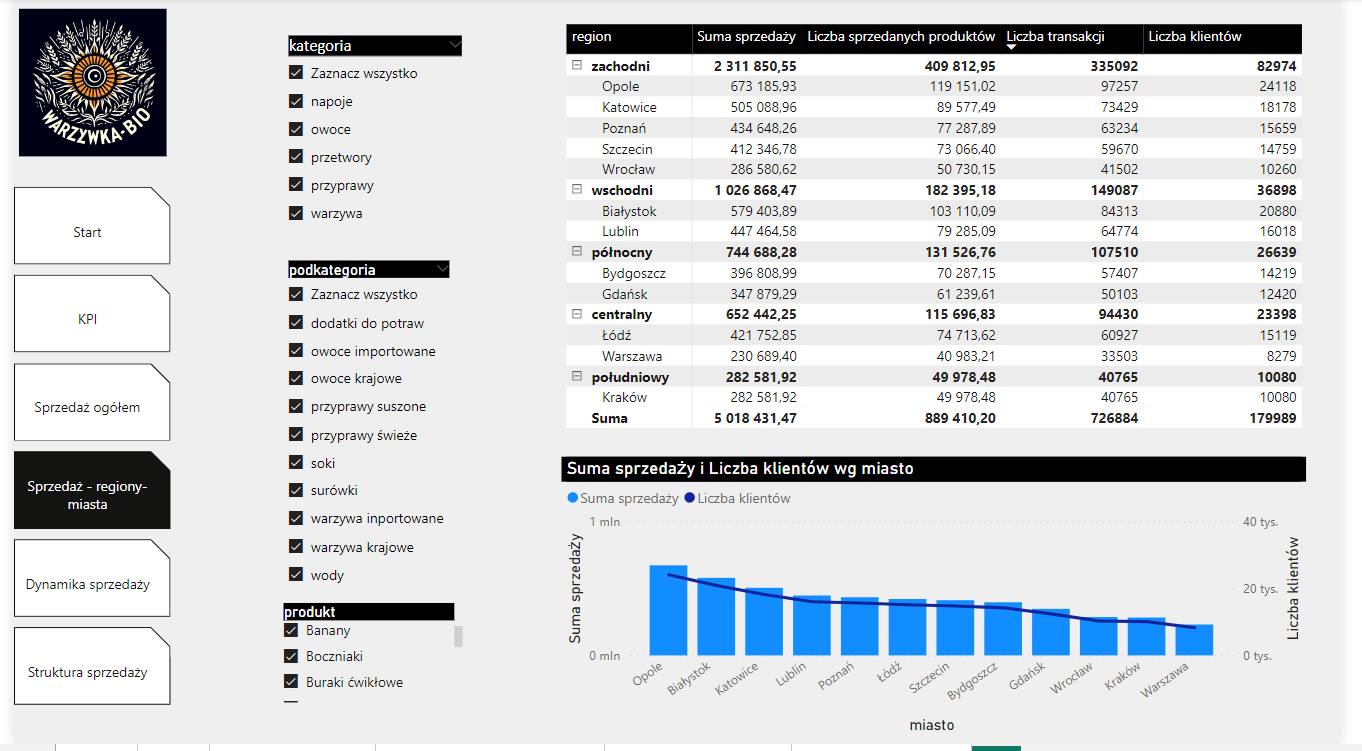 WARZYWKA-BIO
Start
KPI
Sprzedaż ogółem
Sprzedaż - regiony-
miasta
Dynamika sprzedaży
Struktura sprzedaży
kategoria
Zaznacz wszystko
napoje
owoce
przetwory
przyprawy
warzywa
podkategoria
Zaznacz wszystko
dodatki do potraw
owoce importowane
owoce krajowe
przyprawy suszone
przyprawy świeże
soki
surówki
warzywa inportowane
warzywa krajowe
wody
produkt
Banany
Boczniaki
Buraki ćwikłowe
region Suma sprzedaży Liczba sprzedanych produktów Liczba transakcji Liczba klientów
zachodni 2 311 850,55 409 812,95 335092 82974
Opole 673 185,93 119 151,02 97257 24118
Katowice 505 088,96 89 577,49 73429 18178
Poznań 434 648,26 77 287,89 63234 15659
Szczecin 412 346,78 73 066,40 59670 14759
Wrocław 286 580,62 50 730,15 41502 10260
wschodni 1 026 868,47 182 395,18 149087 36898
Białystok 579 403,89 103 110,09 84313 20880
Lublin 447 464,58 79 285,09 64774 16018
północny 744 688,28 131 526,76 107510 26639
Bydgoszcz 396 808,99 70 287,15 57407 14219
Gdańsk 347 879,29 61 239,61 50103 12420
centralny 652 442,25 115 696,83 94430 23398
Łódź 421 752,85 74 713,62 60927 15119
Warszawa 230 689,40 40 983,21 33503 8279
południowy 282 581,92 49 978,48 40765 10080
Kraków 282 581,92 49 978,48 40765 10080
Suma 5 018 431,47 889 410,20 726884 179989
Suma sprzedaży i Liczba klientów wg miasto
Suma sprzedaży Liczba klientów
Suma sprzedaży
1 mln
0 mln
40 tys.
20 tys.
0 tys.
Liczba klientów
Opole Białystok Katowice Lublin Poznań Łódź Szczecin Bydgoszcz Gdańsk Wrocław Kraków Warszawa
miasto